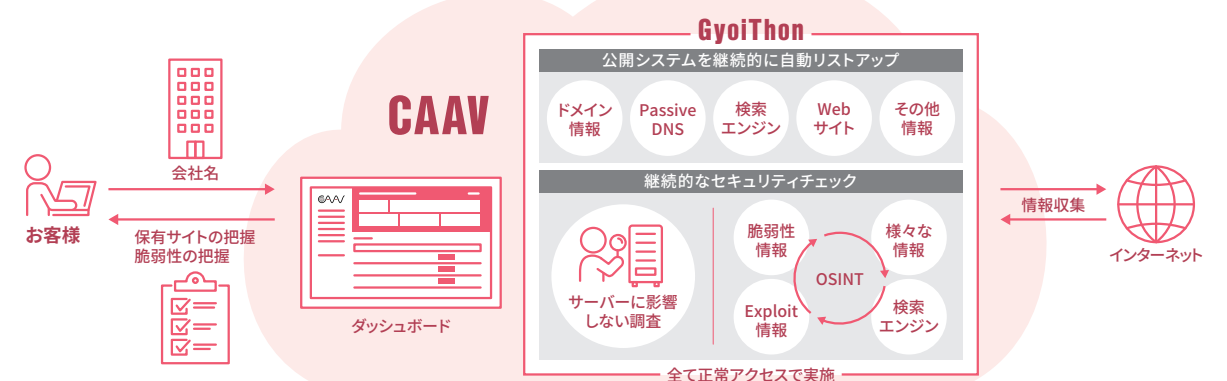 GyoiThon
公開システムを継続的に自動リストアップ
ドメイン
情報
Passive
DNS
検索
エンジン
Web
サイト
その他
情報
CAAV
会社名
お客様
保有サイトの把握
脆弱性の把握
CAAV
ダッシュボード
継続的なセキュリティチェック
サーバーに影響
しない調査
脆弱性
情報
様々な
情報
OSINT
Exploit
情報
検索
エンジン
全て正常アクセスで実施
情報収集
インターネット